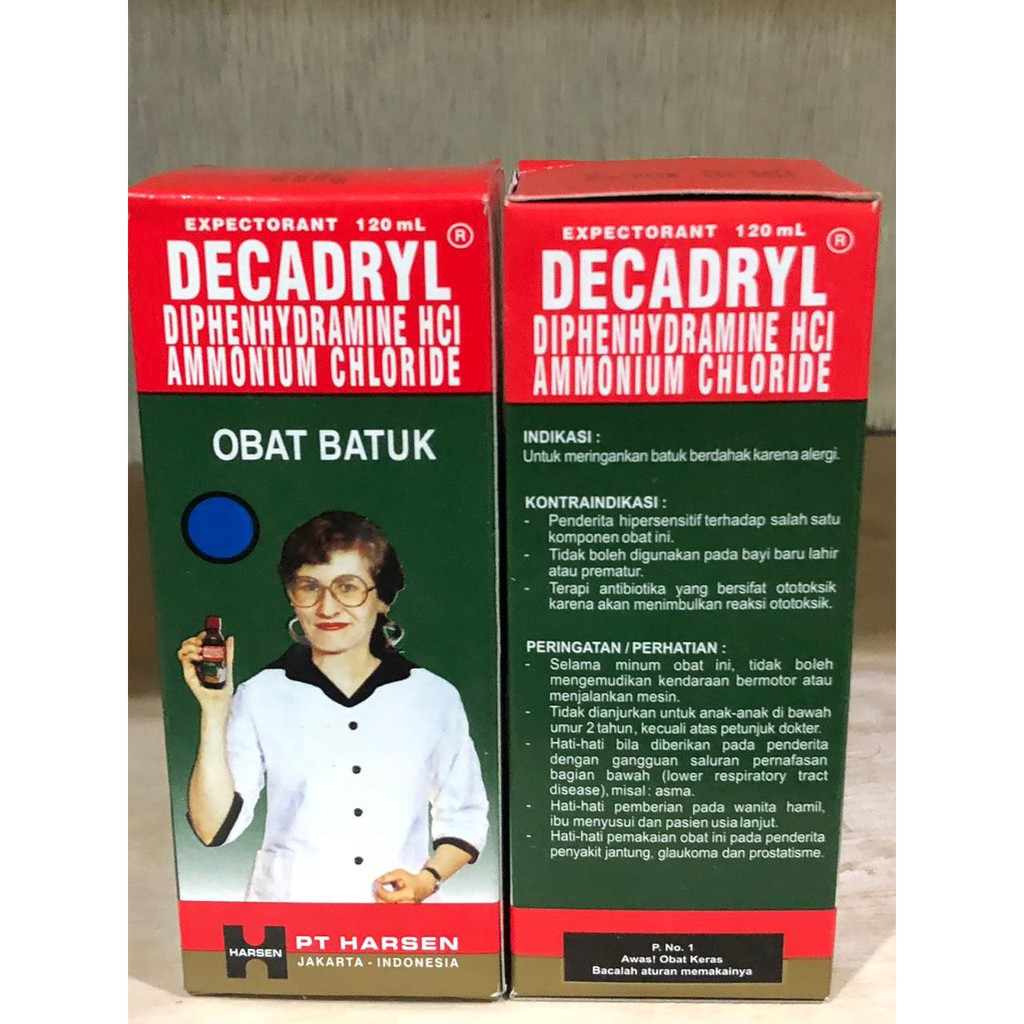 EXPECTORANT 120 mL
DECADRYL ®
DIPHENHYDRAMINE HCl
AMMONIUM CHLORIDE
OBAT BATUK
HARSEN
PT HARSEN
JAKARTA - INDONESIA
EXPECTORANT 120 mL
DECADRYL ®
DIPHENHYDRAMINE HCl
AMMONIUM CHLORIDE
INDIKASI :
Untuk meringankan batuk berdahak karena alergi.
KONTRAINDIKASI :
- Penderita hipersensitif terhadap salah satu
komponen obat ini.
- Tidak boleh digunakan pada bayi baru lahir
atau prematur.
- Terapi antibiotika yang bersifat ototoksik
karena akan menimbulkan reaksi ototoksik.
PERINGATAN / PERHATIAN :
- Selama minum obat ini, tidak boleh
mengemudikan kendaraan bermotor atau
menjalankan mesin.
- Tidak dianjurkan untuk anak-anak di bawah
umur 2 tahun, kecuali atas petunjuk dokter.
- Hati-hati bila diberikan pada penderita
dengan gangguan saluran pernafasan
bagian bawah (lower respiratory tract
disease), misal : asma.
- Hati-hati pemberian pada wanita hamil,
ibu menyusui dan pasien usia lanjut.
- Hati-hati pemakaian obat ini pada penderita
penyakit jantung, glaukoma dan prostatisme.
P. No. 1
Awas! Obat Keras
Bacalah aturan memakainya